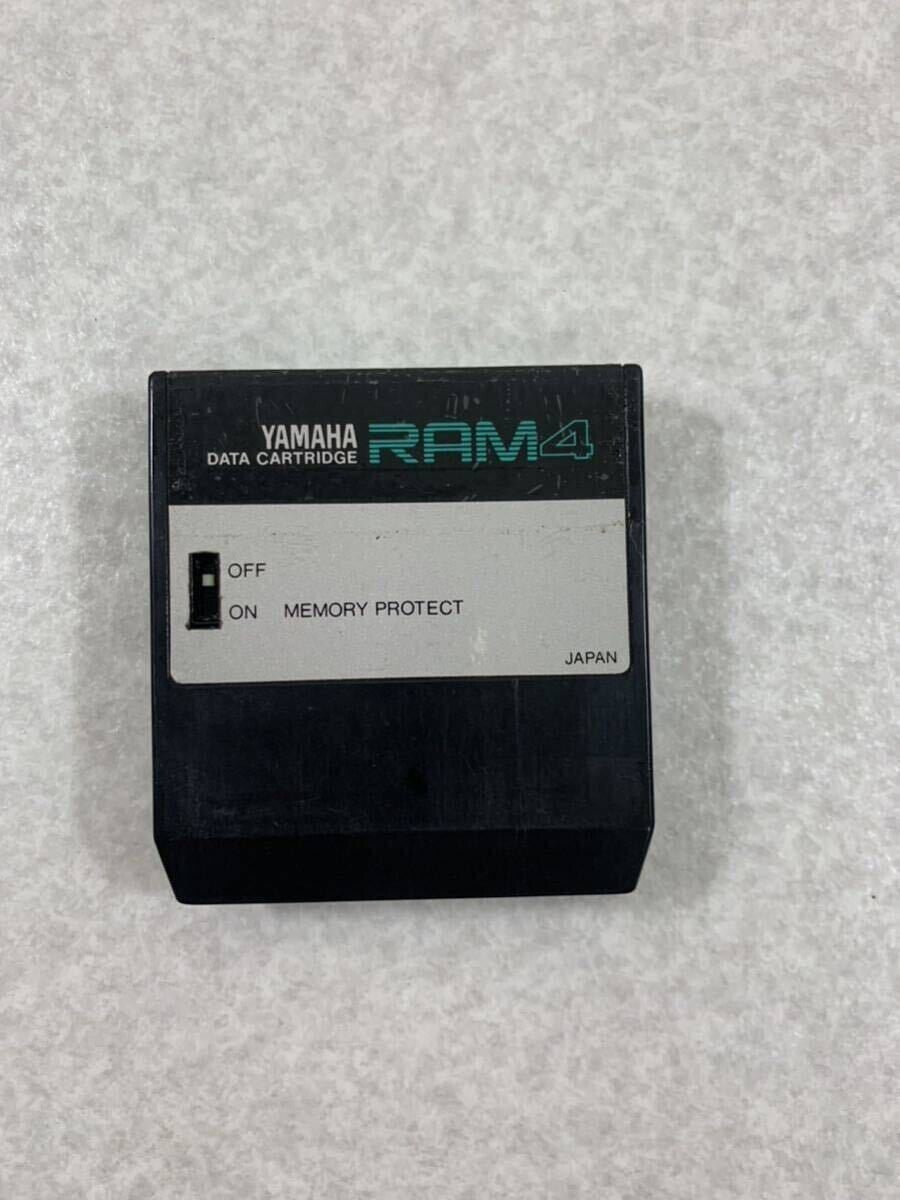 YAMAHA
DATA CARTRIDGE RAM4
OFF
ON MEMORY PROTECT
JAPAN